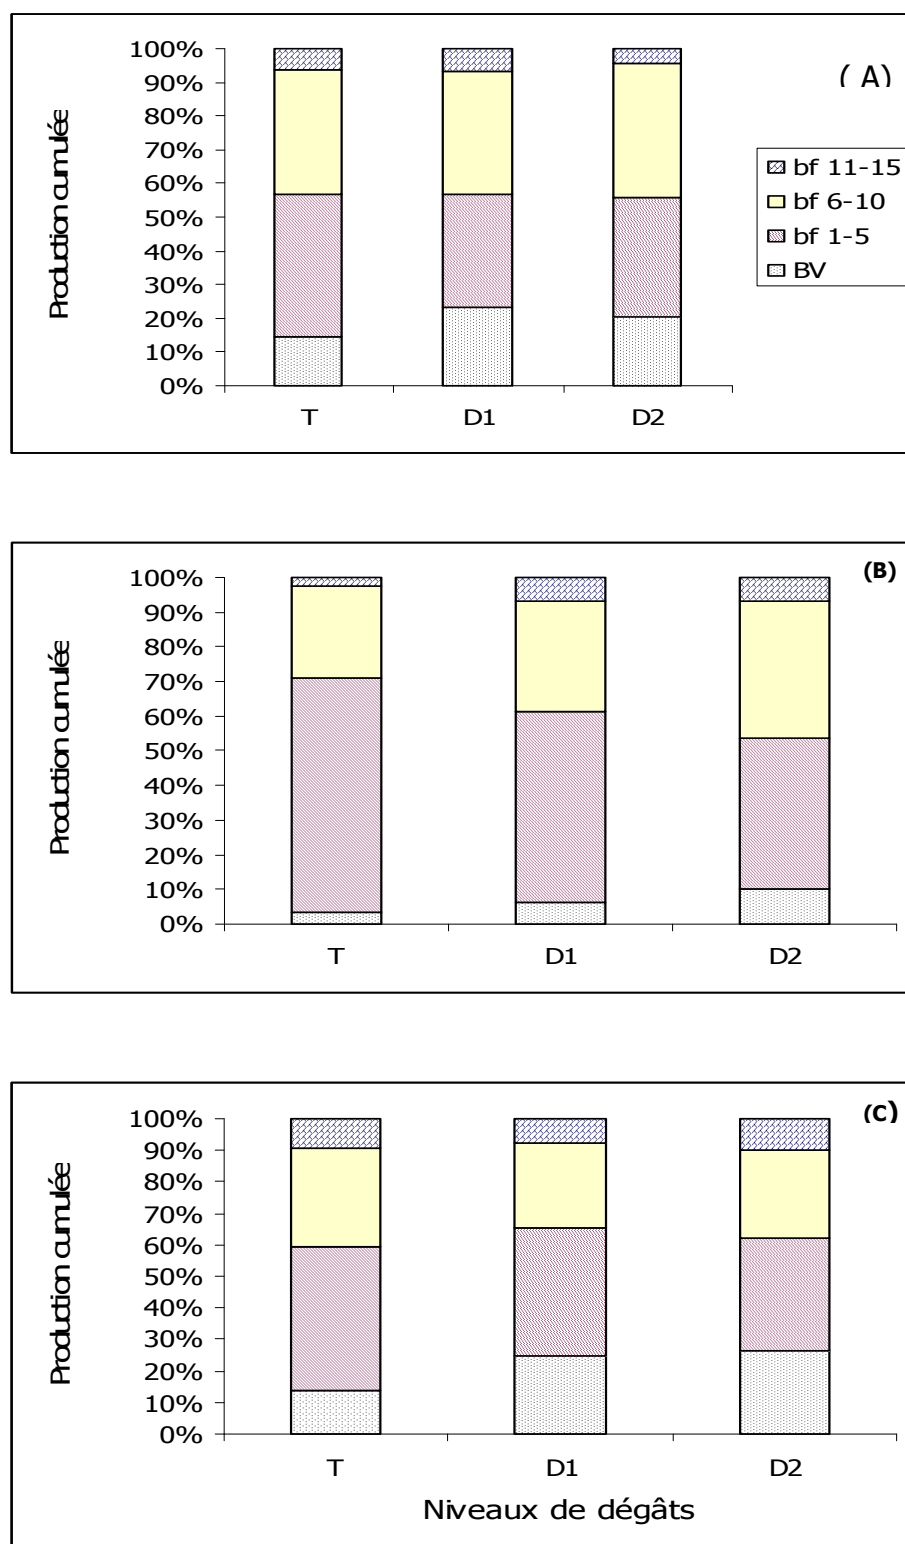 ( A)
Production cumulée
100%
90%
80%
70%
60%
50%
40%
30%
20%
10%
0%
T D1 D2
bf 11-15
bf 6-10
bf 1-5
BV
(B)
Production cumulée
100%
90%
80%
70%
60%
50%
40%
30%
20%
10%
0%
T D1 D2
(C)
Production cumulée
100%
90%
80%
70%
60%
50%
40%
30%
20%
10%
0%
T D1 D2
Niveaux de dégâts